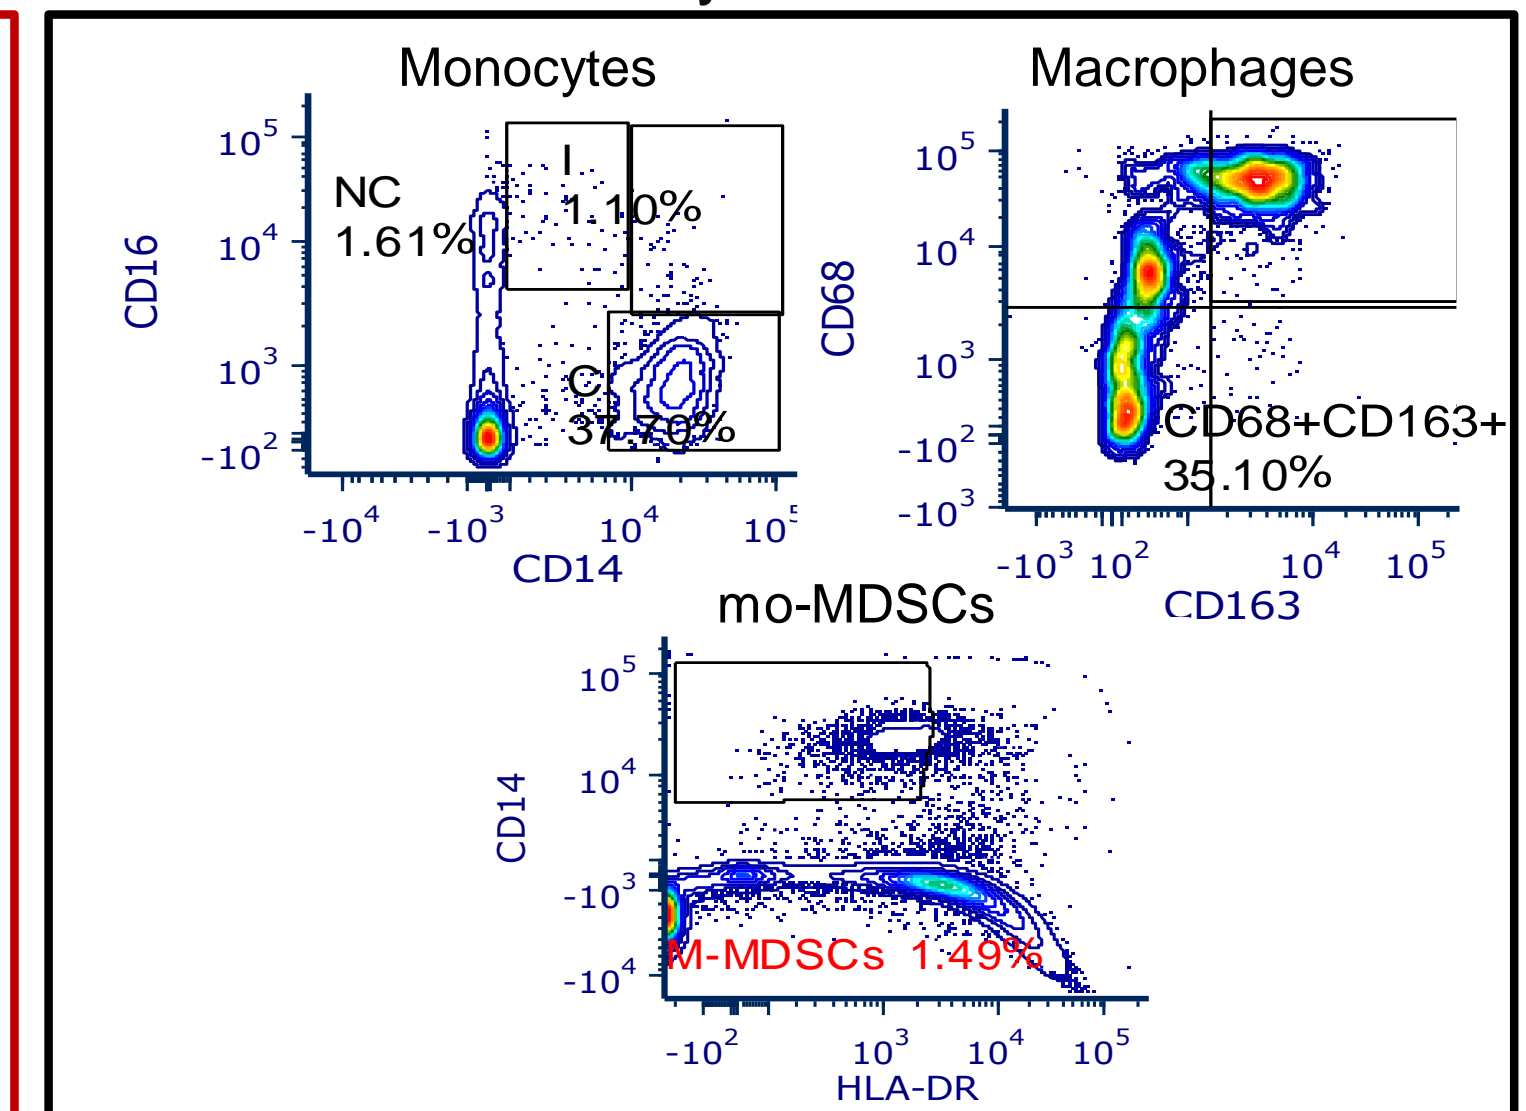 Monocytes
Macrophages
CD16
10^5
10^4
10^3
-10^2
NC
1.61%
I
1.10%
C
37.70%
-10^4
-10^3
10^4
10^5
CD14
CD68
10^5
10^4
10^3
-10^2
-10^3
CD68+CD163+
35.10%
-10^3
10^2
10^4
10^5
CD163
mo-MDSCs
CD14
10^5
10^4
-10^3
-10^4
M-MDSCs 1.49%
-10^2
10^3
10^4
10^5
HLA-DR